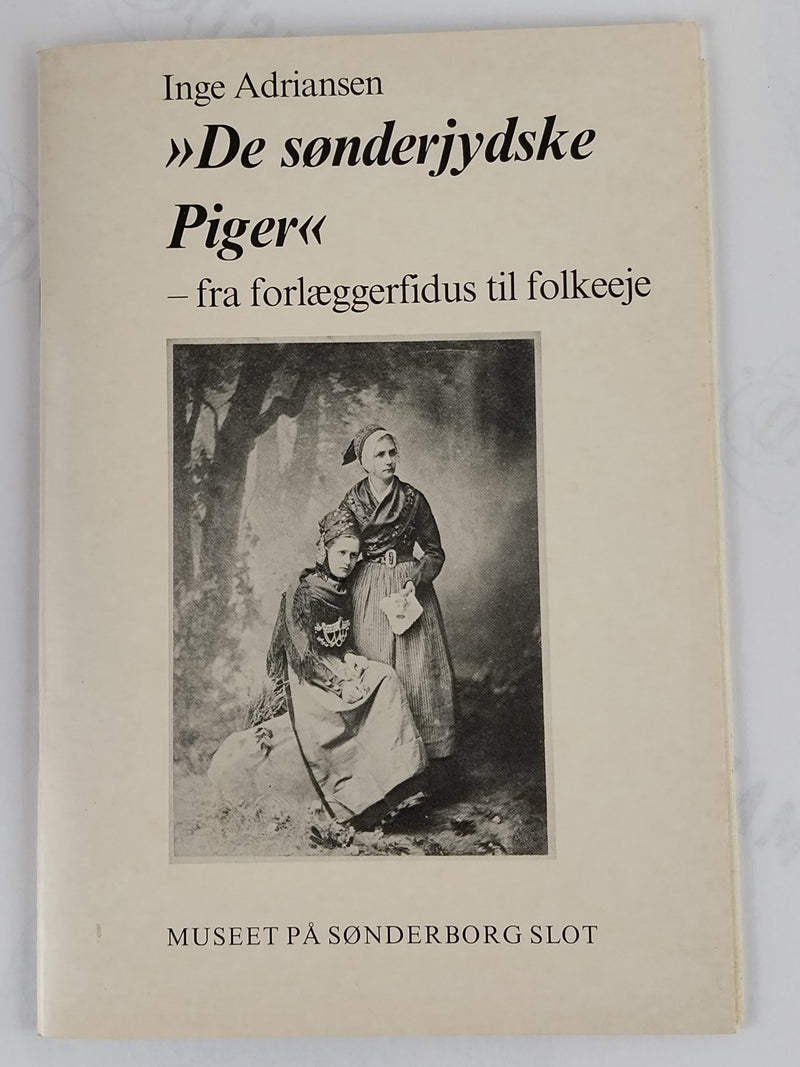 Inge Adriansen
»De sønderjydske
Piger«
– fra forlæggerfidus til folkeeje
MUSEET PÅ SØNDERBORG SLOT